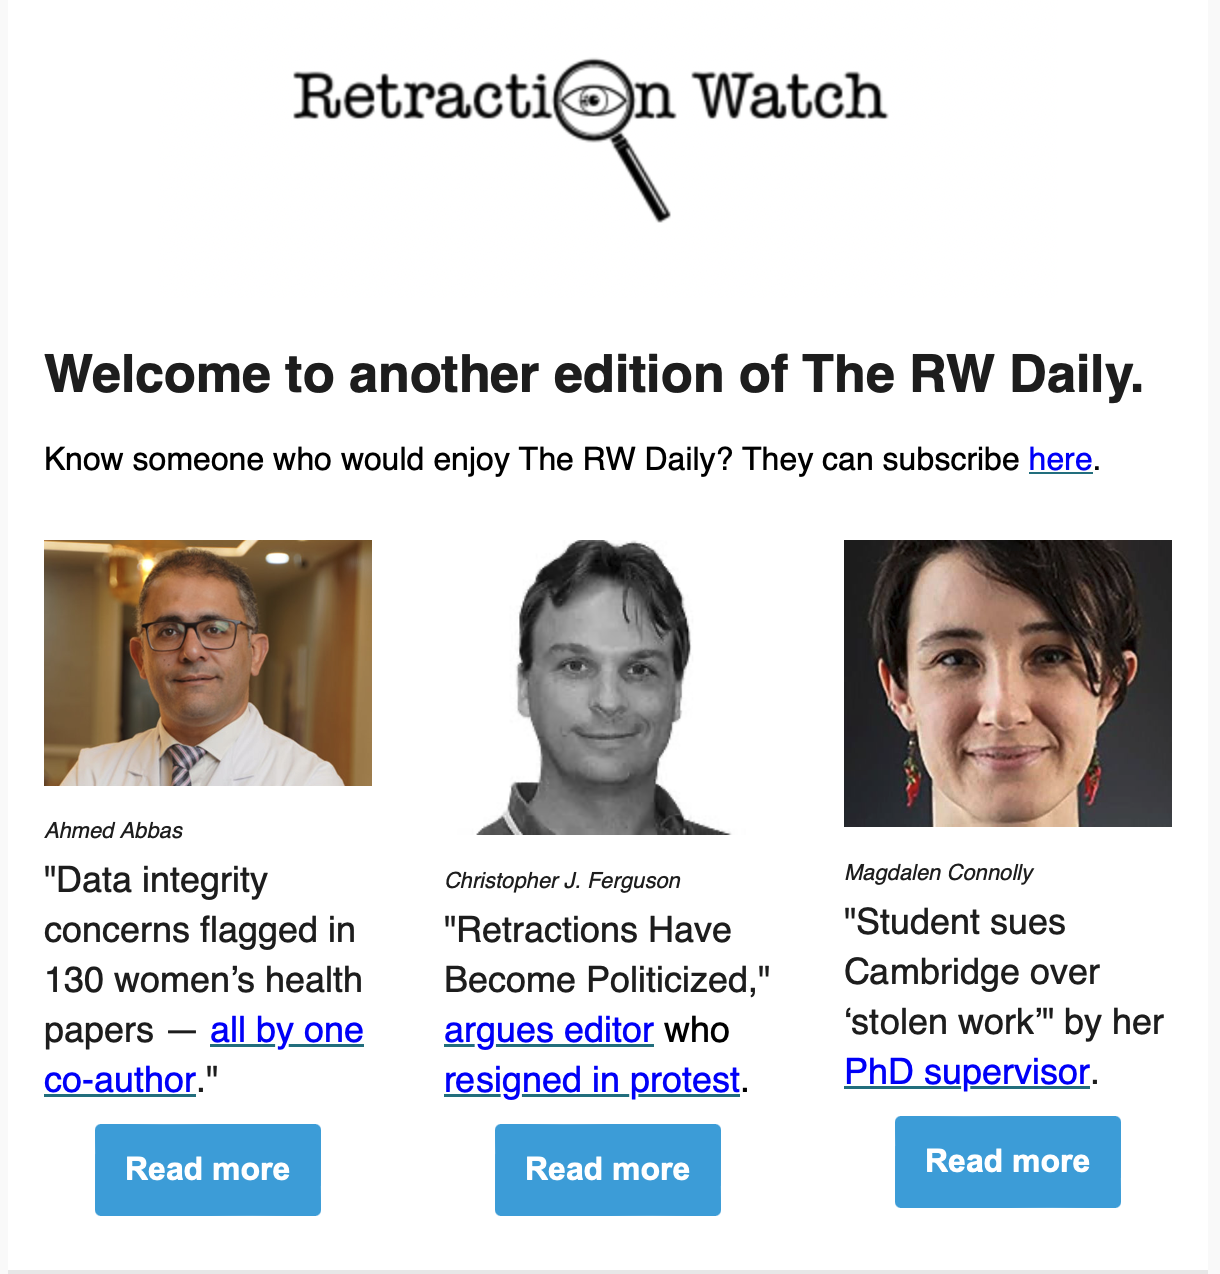 Retraction Watch
Welcome to another edition of The RW Daily.
Know someone who would enjoy The RW Daily? They can subscribe here.
Ahmed Abbas
"Data integrity
concerns flagged in
130 women’s health
papers — all by one
co-author."
Read more
Christopher J. Ferguson
"Retractions Have
Become Politicized,"
argues editor who
resigned in protest.
Read more
Magdalen Connolly
"Student sues
Cambridge over
‘stolen work’" by her
PhD supervisor.
Read more